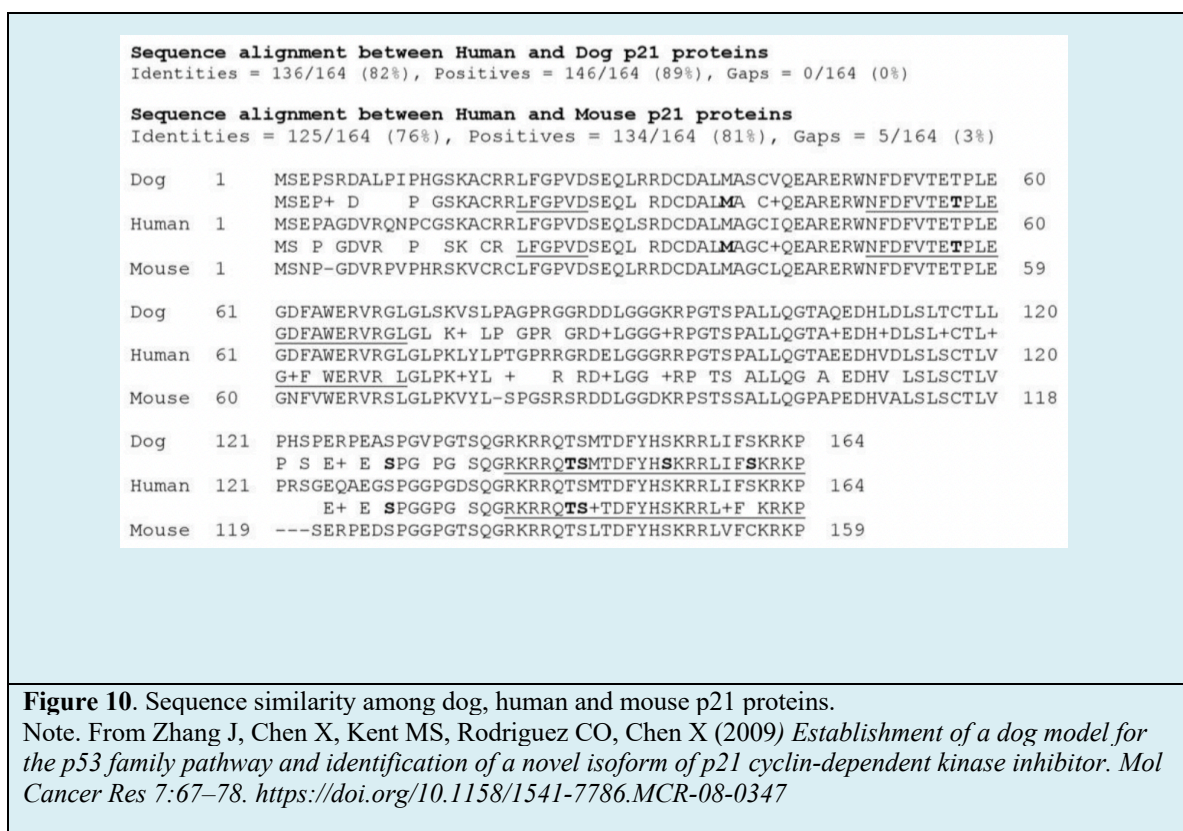 Sequence alignment between Human and Dog p21 proteins
Identities = 136/164 (82%), Positives = 146/164 (89%), Gaps = 0/164 (0%)
Sequence alignment between Human and Mouse p21 proteins
Identities = 125/164 (76%), Positives = 134/164 (81%), Gaps = 5/164 (3%)
Dog 1 MSEPSRDALPIPHGSKACRRLFGPVDSEQLRRDCDALMASCVQEARERWNFDFVTETPLE 60
MSEP+ D P GSKACRRLFGPVDSEQL RDCDALMA C+QEARERWNFDFVTETPLE
Human 1 MSEPAGDVRQNPCGSKACRRLFGPVDSEQLSRDCDALMAGCIQEARERWNFDFVTETPLE 60
MS P GDVR P SK CR LFGPVDSEQL RDCDALMAGC+QEARERWNFDFVTETPLE
Mouse 1 MSNP-GDVRPVPHRSKVCRCLFGPVDSEQLRRDCDALMAGCLQEARERWNFDFVTETPLE 59
Dog 61 GDFAWERVRGLGLSKVSLPAGPRGGRDDLGGGKRPGTSPALLQGTAQEDHLDLSLTCTLL 120
GDFAWERVRGLGL K+ LP GPR GRD+LGGG+RPGTSPALLQGTA+EDH+DLSL+CTL+
Human 61 GDFAWERVRGLGLPKLYLPTGPRRGRDELGGGRRPGTSPALLQGTAEEDHVDLSLSCTLV 120
G+F WERVR LGLPK+YL + R RD+LGG +RP TS ALLQG A EDHV LSLSCTLV
Mouse 60 GNFVWERVRSLGLPKVYL-SPGSRSRDDLGGDKRPSTSSALLQGPAPEDHVALSLSCTLV 118
Dog 121 PHSPERPEASPGVPGTSQGRKRRQTSMTDFYHSKRRLIFSKRKP 164
P S E+ E SPG PG SQGRKRRQTSMTDFYHSKRRLIFSKRKP
Human 121 PRSGEQAEGSPGGPGDSQGRKRRQTSMTDFYHSKRRLIFSKRKP 164
E+ E SPGGPG SQGRKRRQTS+TDFYHSKRRL+F KRKP
Mouse 119 ---SERPEDSPGGPGTSQGRKRRQTSLTDFYHSKRRLVFCKRKP 159
Figure 10. Sequence similarity among dog, human and mouse p21 proteins.
Note. From Zhang J, Chen X, Kent MS, Rodriguez CO, Chen X (2009) Establishment of a dog model for
the p53 family pathway and identification of a novel isoform of p21 cyclin-dependent kinase inhibitor. Mol
Cancer Res 7:67–78. https://doi.org/10.1158/1541-7786.MCR-08-0347